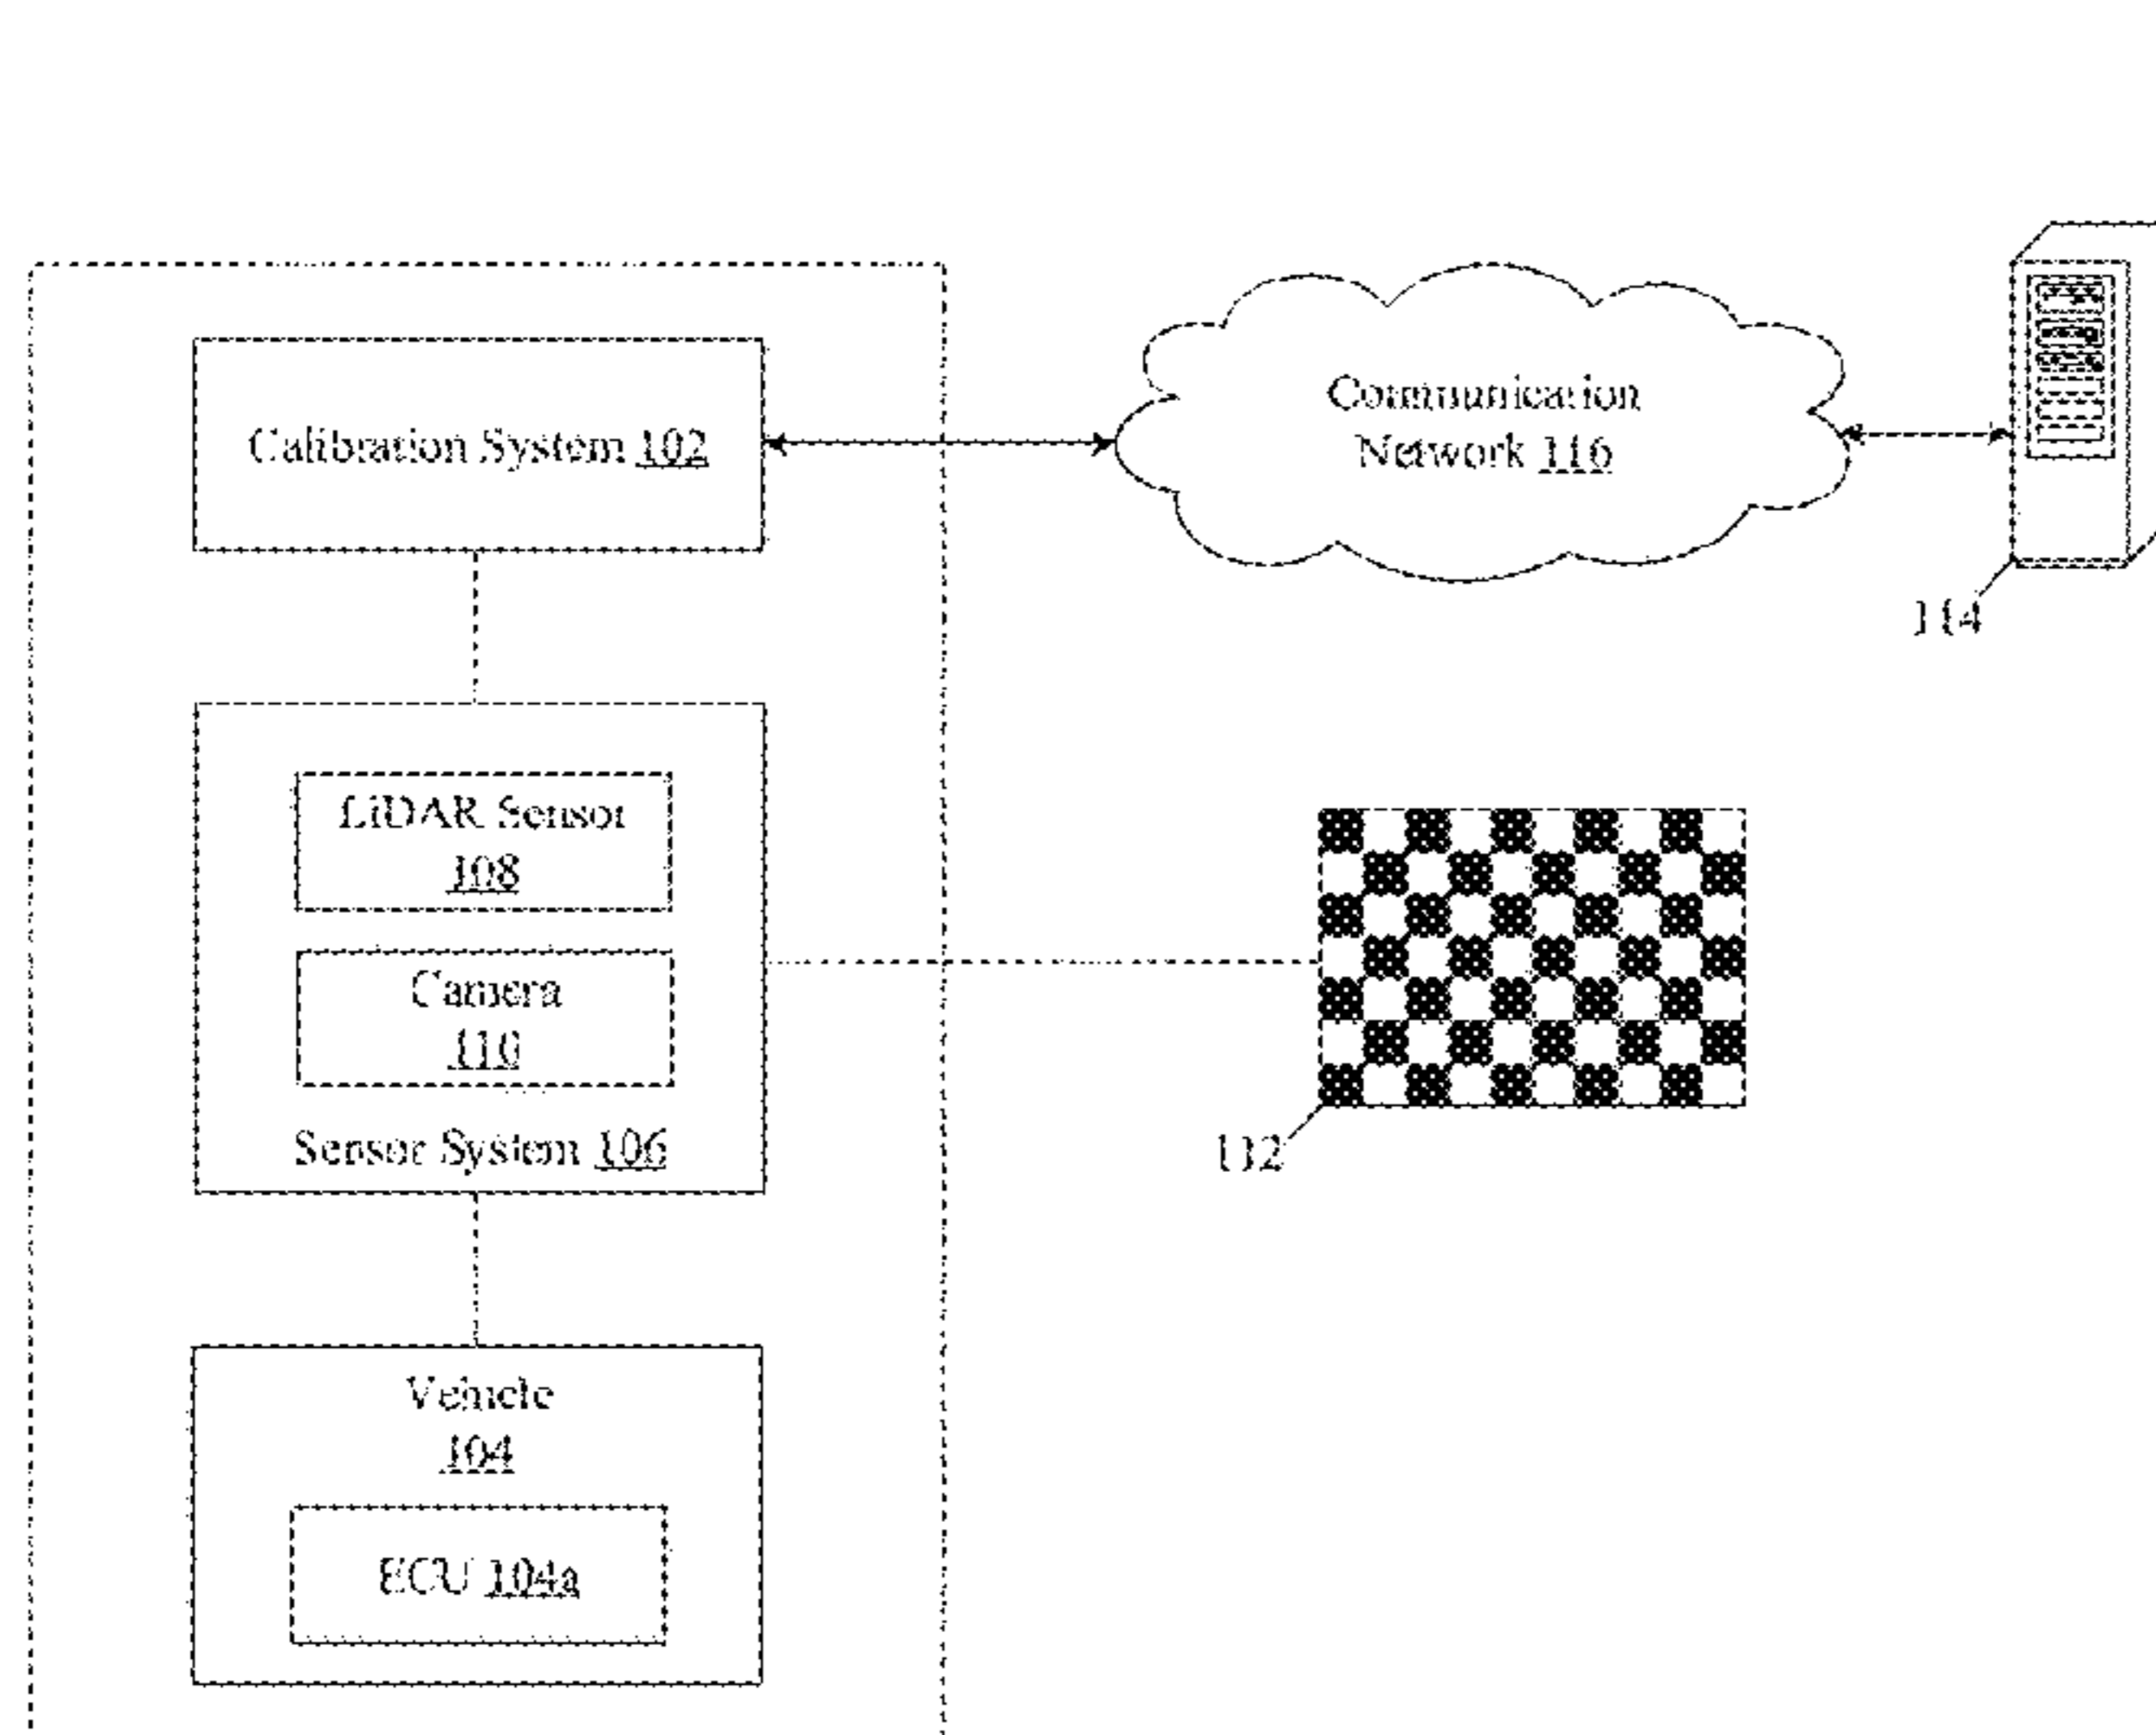 Calibration System 102
Communication
Network 116
114
LiDAR Sensor
108
Camera
110
Sensor System 106
112
Vehicle
104
ECU 104a